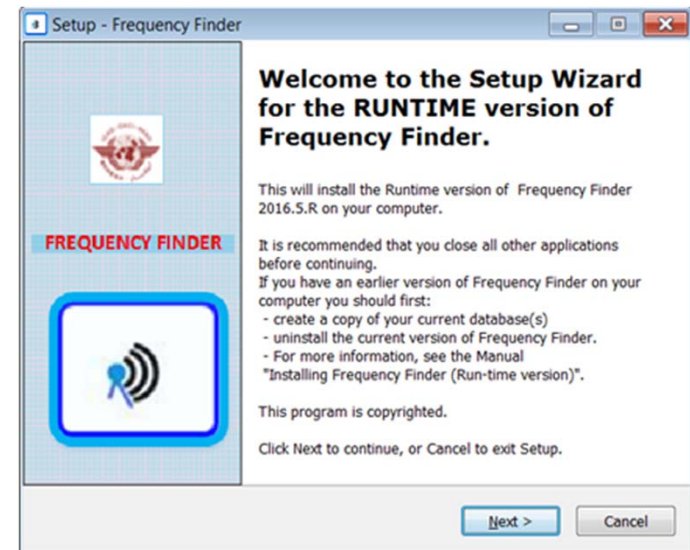 Setup - Frequency Finder
FREQUENCY FINDER
Welcome to the Setup Wizard
for the RUNTIME version of
Frequency Finder.
This will install the Runtime version of  Frequency Finder
2016.5.R on your computer.
It is recommended that you close all other applications
before continuing.
If you have an earlier version of Frequency Finder on your
computer you should first:
- create a copy of your current database(s)
- uninstall the current version of Frequency Finder.
- For more information, see the Manual
"Installing Frequency Finder (Run-time version)".
This program is copyrighted.
Click Next to continue, or Cancel to exit Setup.
Next >
Cancel